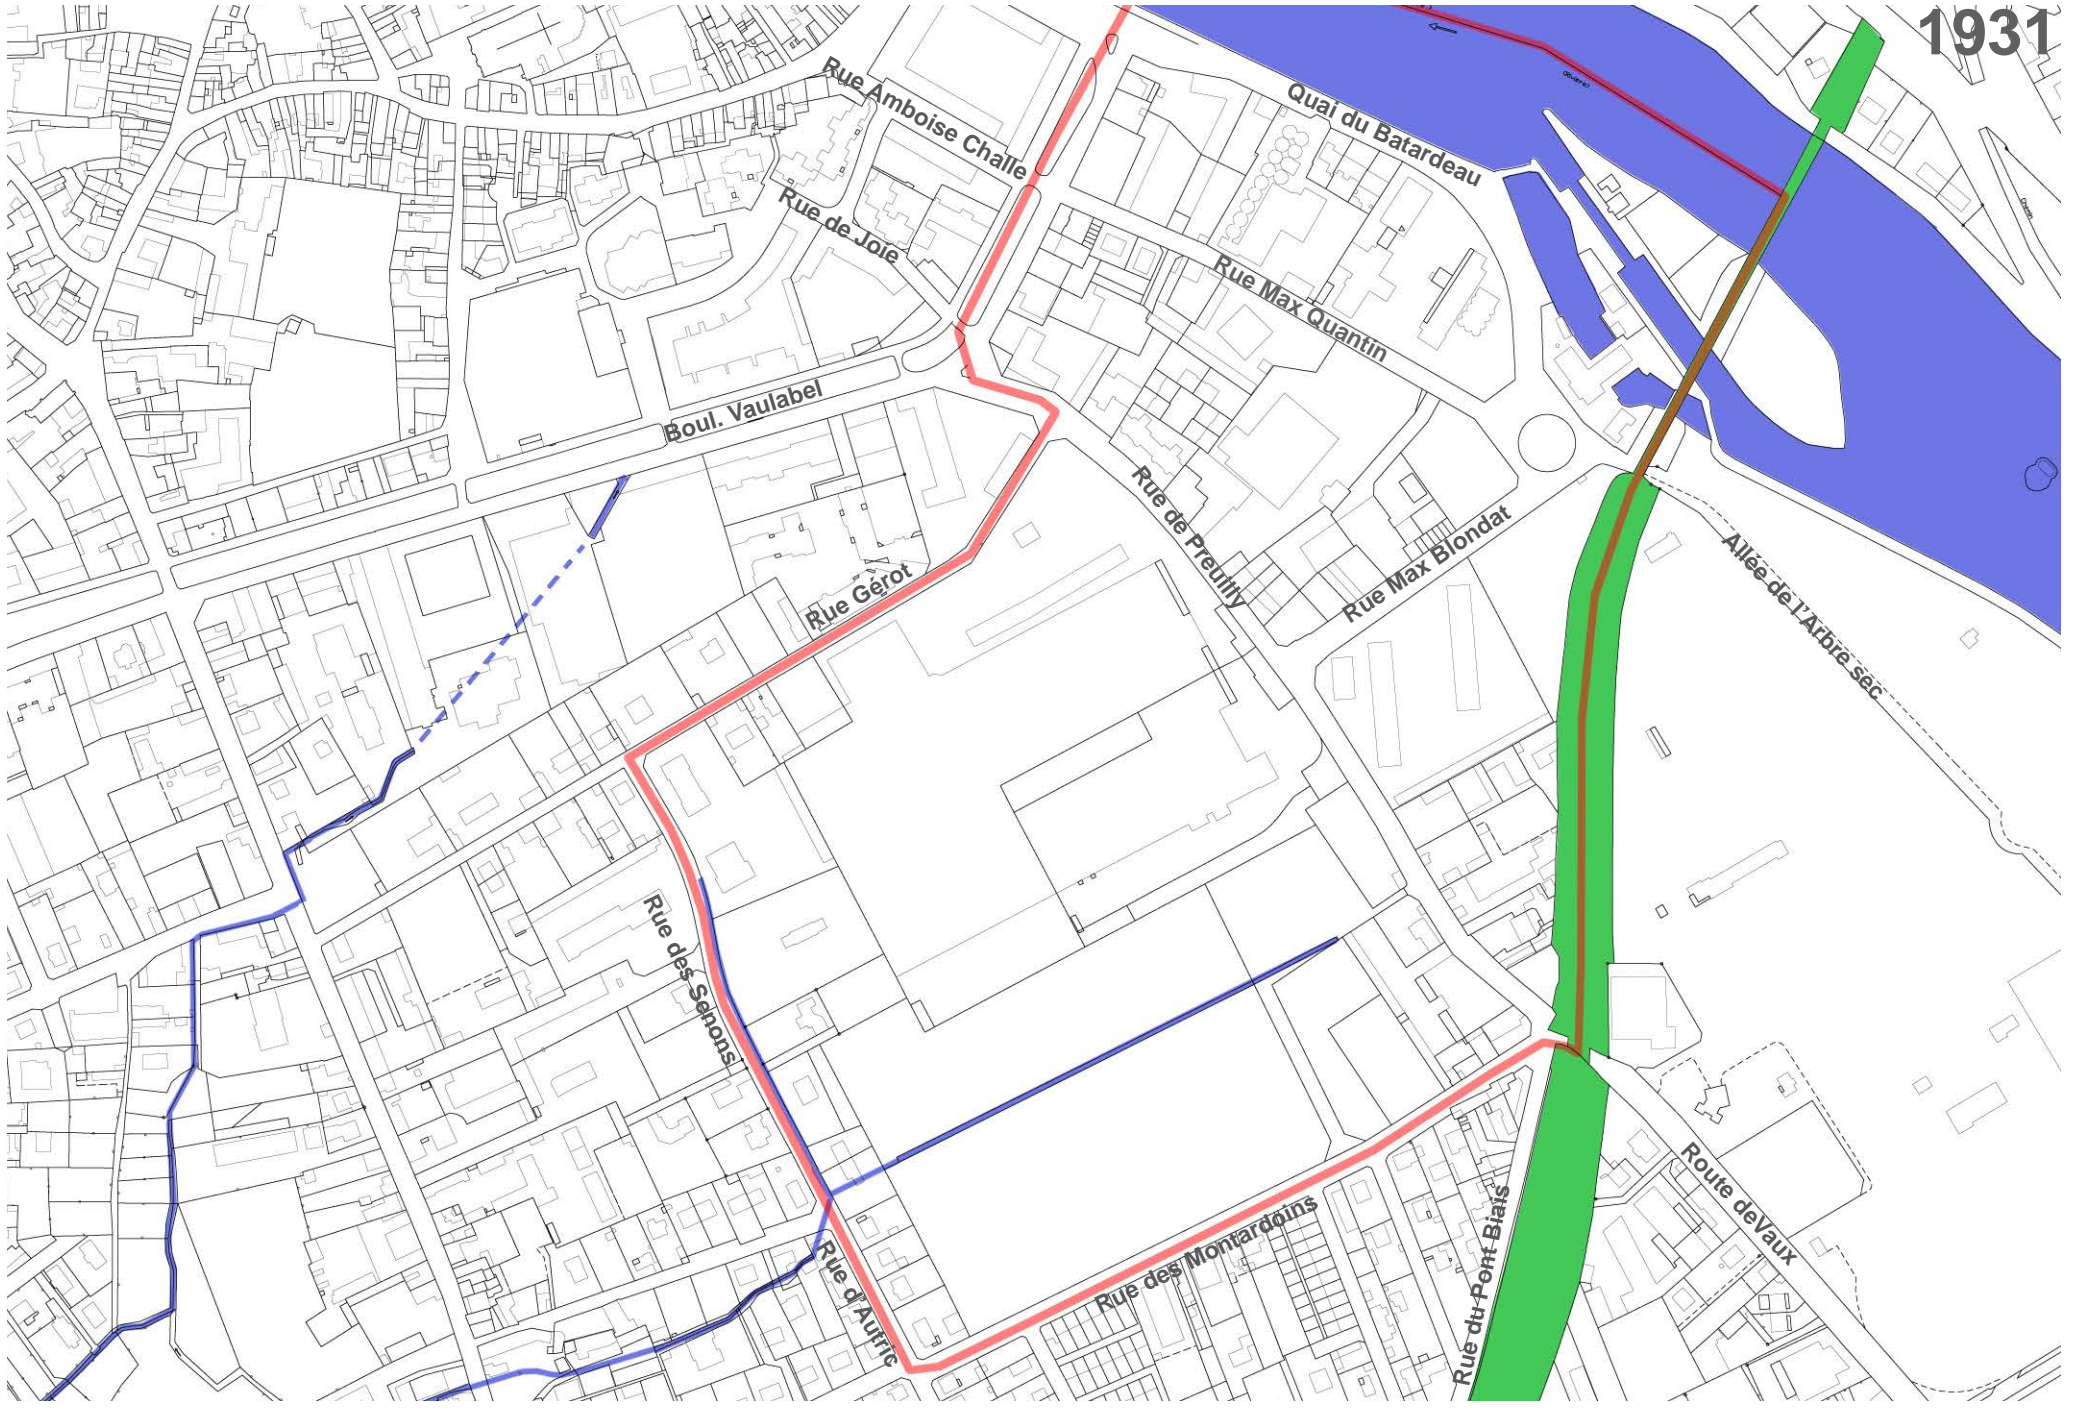 1931
Rue Amboise Challe
Quai du Batardeau
Rue de Joie
Rue Max Quantin
Boul. Vaulabel
Rue de Preuilly
Rue Max Blondat
Allée de l'Arbre sec
Rue Gérot
Rue des Senons
Rue d'Autric
Rue des Montardoins
Rue du Pont Biais
Route deVaux